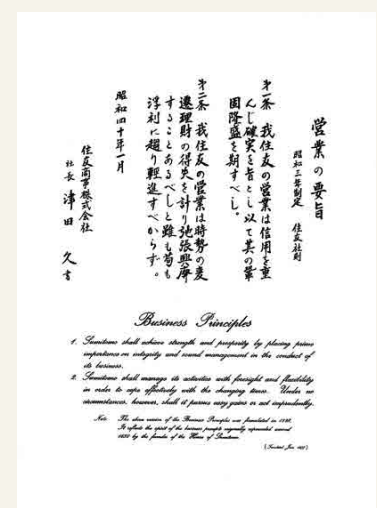 営業の要旨
昭和三年制定 住友社則
第一条 我住友の営業は信用を重
んじ確実を旨とし以て其の鞏
固隆盛を期すべし。
第二条 我住友の営業は時勢の変
遷理財の得失を計り弛張興廃
することあるべしと雖も苟も
浮利に趨り軽進すべからず。
昭和四十年一月
住友商事株式会社
社長 津田 久 書
Business Principles
1. Sumitomo shall achieve strength and prosperity by placing prime
importance on integrity and sound management in the conduct of
its business.
2. Sumitomo shall manage its activities with foresight and flexibility
in order to cope effectively with the changing times. Under no
circumstances, however, shall it pursue easy gains or act imprudently.
Note: The above version of the Business Principles was formulated in
It reflects the spirit of the business precepts originally expounded around
1650 by the founder of the House of Sumitomo.